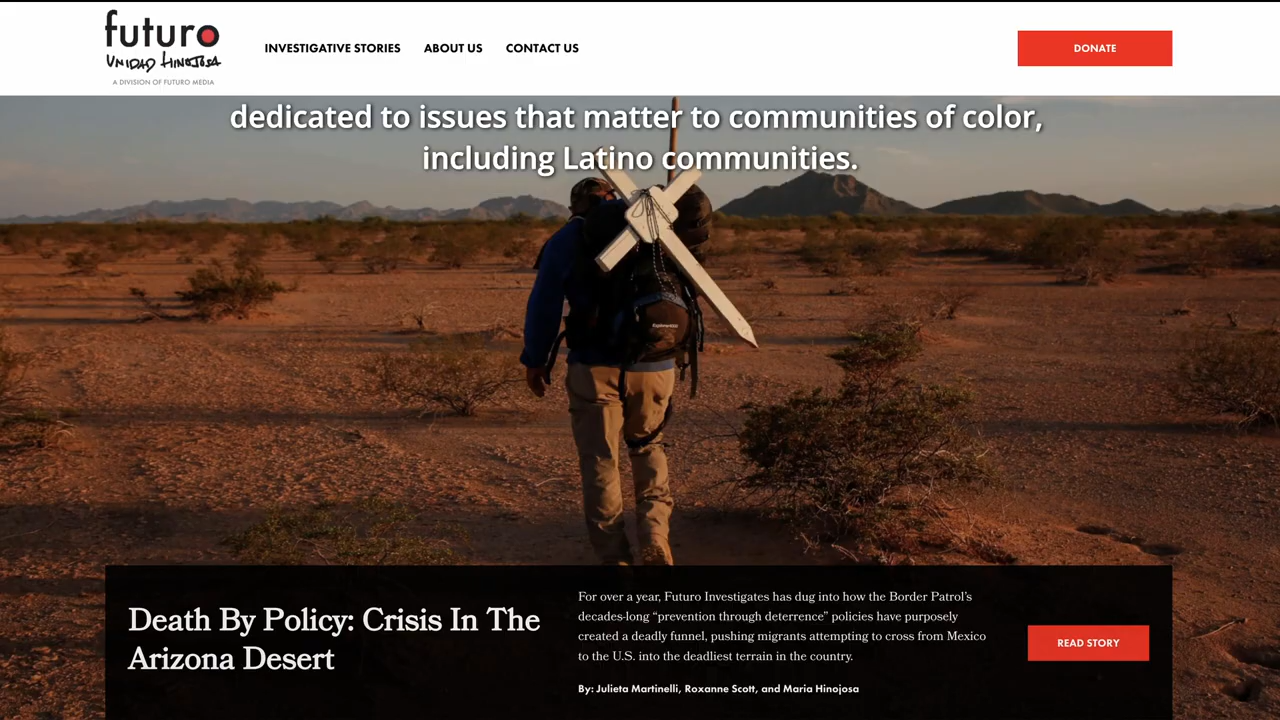 futuro
UNIDAD HINOJOSA
A DIVISION OF FUTURO MEDIA
INVESTIGATIVE STORIES
ABOUT US
CONTACT US
DONATE
dedicated to issues that matter to communities of color,
including Latino communities.
Death By Policy: Crisis In The
Arizona Desert
For over a year, Futuro Investigates has dug into how the Border Patrol’s
decades-long “prevention through deterrence” policies have purposely
created a deadly funnel, pushing migrants attempting to cross from Mexico
to the U.S. into the deadliest terrain in the country.
By: Julieta Martinelli, Roxanne Scott, and Maria Hinojosa
READ STORY